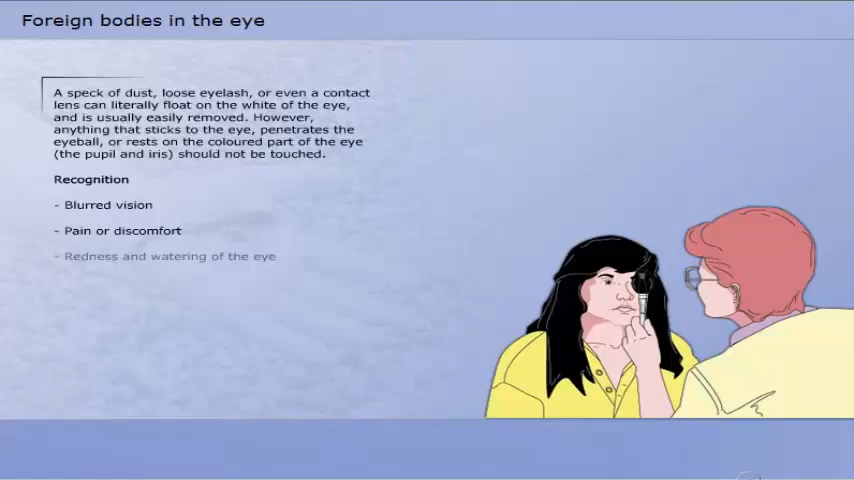 Foreign bodies in the eye
A speck of dust, loose eyelash, or even a contact
lens can literally float on the white of the eye,
and is usually easily removed. However,
anything that sticks to the eye, penetrates the
eyeball, or rests on the coloured part of the eye
(the pupil and iris) should not be touched.
Recognition
- Blurred vision
- Pain or discomfort
- Redness and watering of the eye